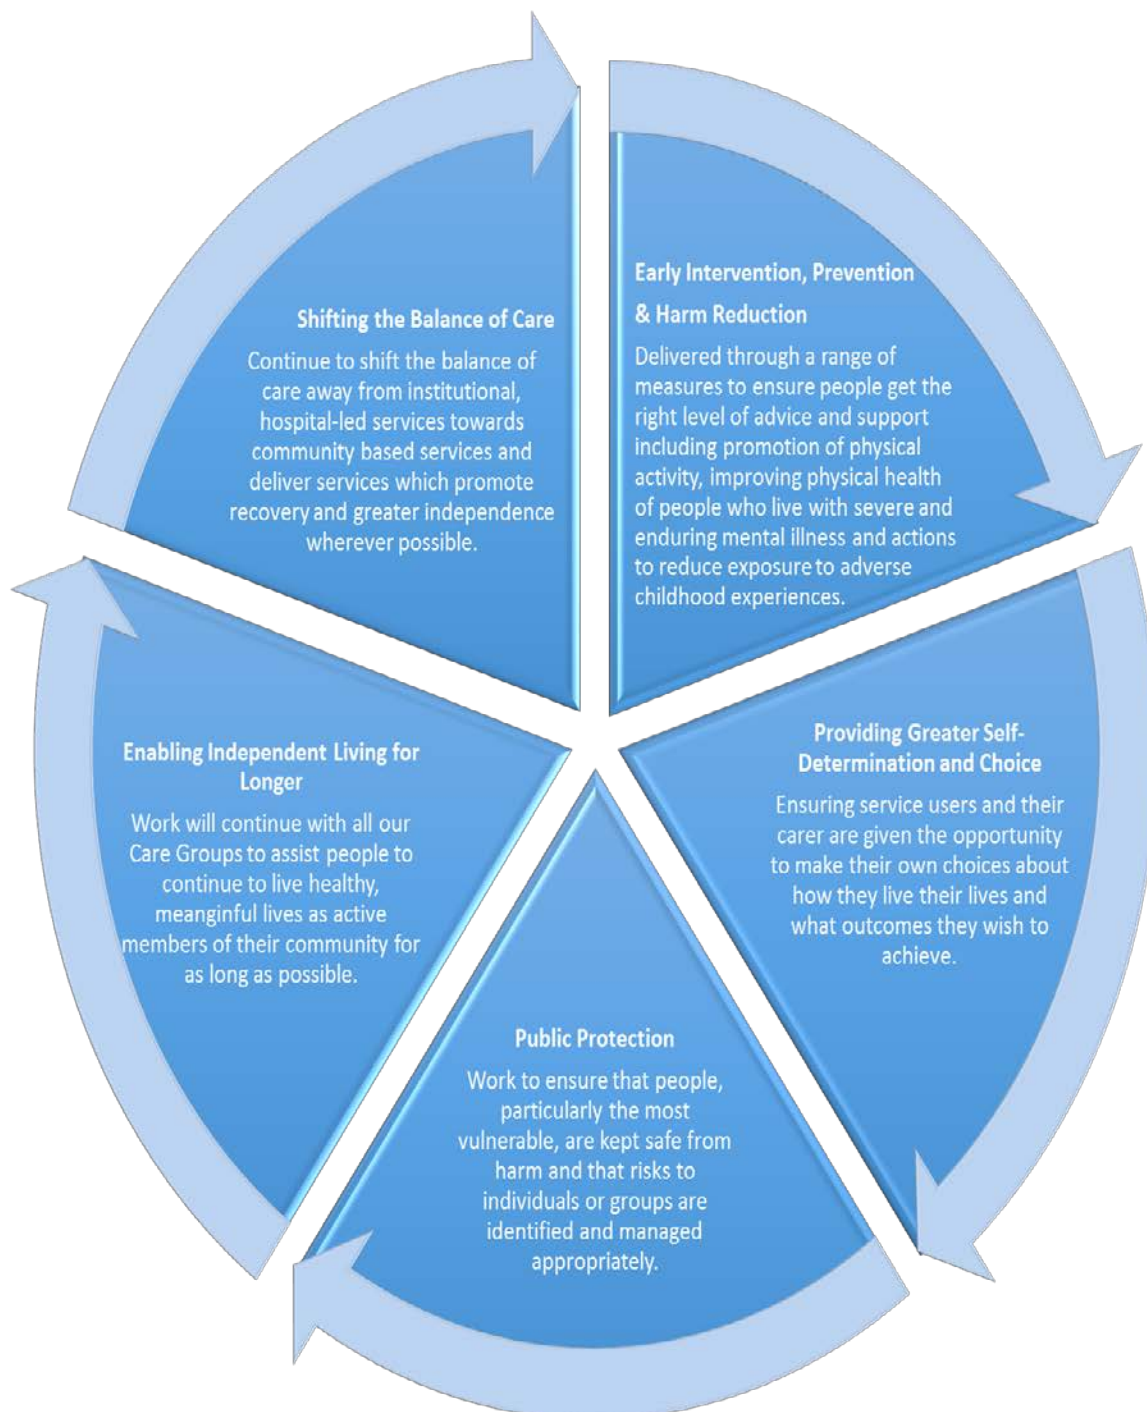 Early Intervention, Prevention
& Harm Reduction
Delivered through a range of
measures to ensure people get the
right level of advice and support
including promotion of physical
activity, improving physical health
of people who live with severe and
enduring mental illness and actions
to reduce exposure to adverse
childhood experiences.
Providing Greater Self-
Determination and Choice
Ensuring service users and their
carer are given the opportunity
to make their own choices about
how they live their lives and
what outcomes they wish to
achieve.
Public Protection
Work to ensure that people,
particularly the most
vulnerable, are kept safe from
harm and that risks to
individuals or groups are
identified and managed
appropriately.
Enabling Independent Living for
Longer
Work will continue with all our
Care Groups to assist people to
continue to live healthy,
meanginful lives as active
members of their community for
as long as possible.
Shifting the Balance of Care
Continue to shift the balance of
care away from institutional,
hospital-led services towards
community based services and
deliver services which promote
recovery and greater independence
wherever possible.